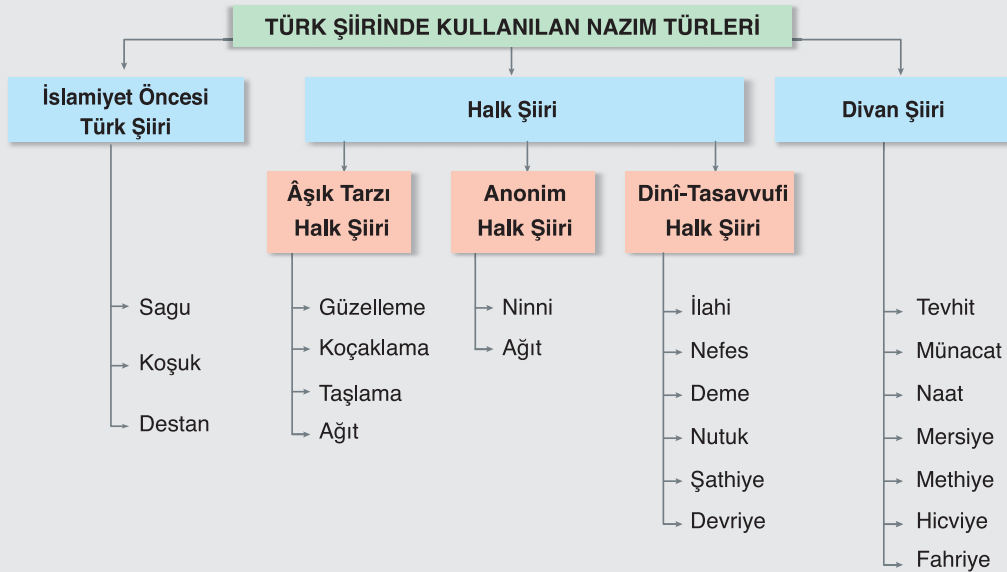 TÜRK ŞİİRİNDE KULLANILAN NAZIM TÜRLERİ
İslamiyet Öncesi
Türk Şiiri
Sagu
Koşuk
Destan
Halk Şiiri
Âşık Tarzı
Halk Şiiri
Güzelleme
Koçaklama
Taşlama
Ağıt
Anonim
Halk Şiiri
Ninni
Ağıt
Dinî-Tasavvufi
Halk Şiiri
İlahi
Nefes
Deme
Nutuk
Şathiye
Devriye
Divan Şiiri
Tevhit
Münacat
Naat
Mersiye
Methiye
Hicviye
Fahriye